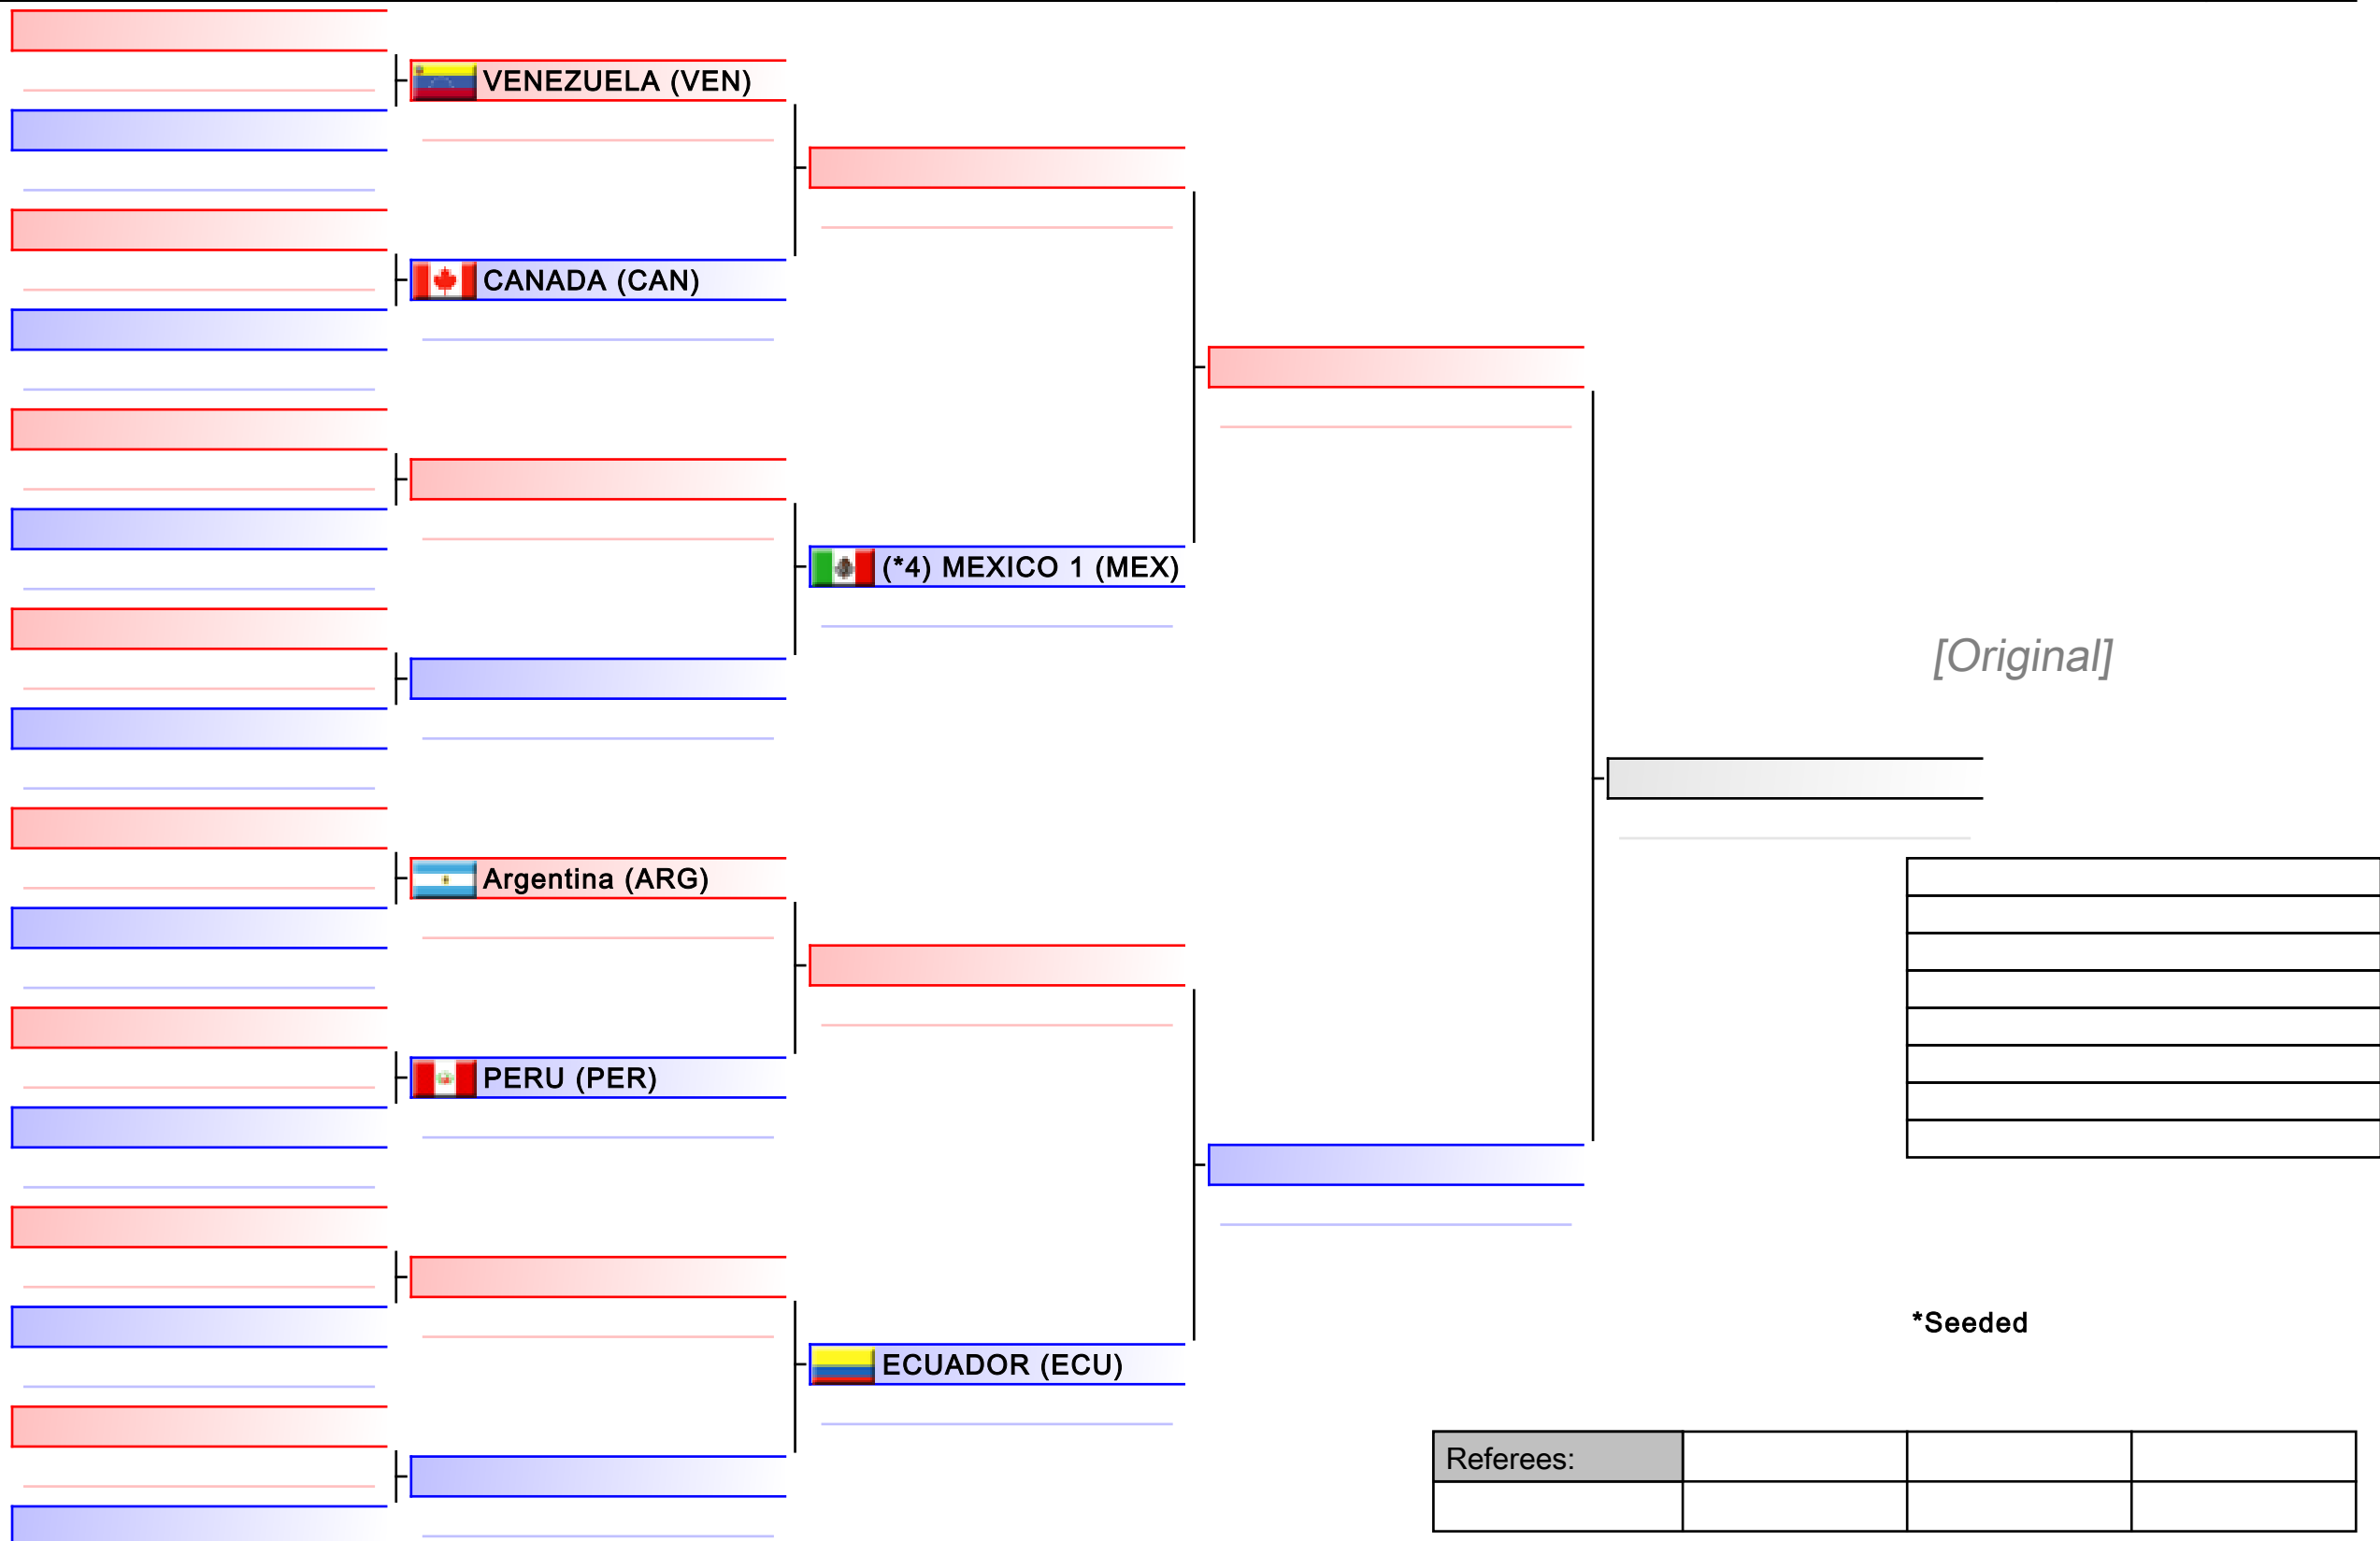 VENEZUELA (VEN)
CANADA (CAN)
(*4) MEXICO 1 (MEX)
[Original]
Argentina (ARG)
PERU (PER)
*Seeded
ECUADOR (ECU)
Referees: